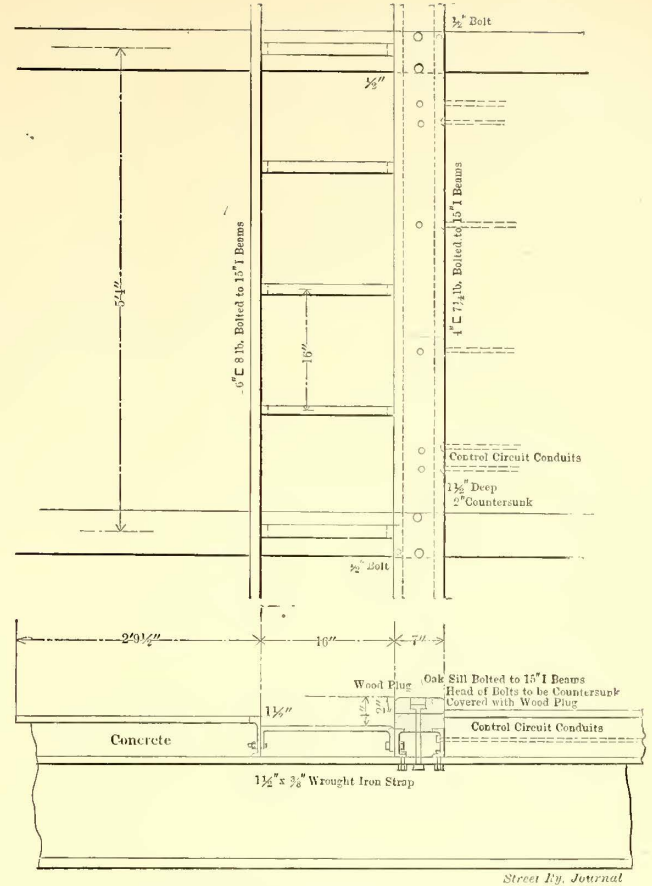 ½" Bolt
½"
5'4"
6" ⊏ 8 lb. Bolted to 15" I Beams
16"
4" ⊏ 7¼ lb. Bolted to 15" I Beams
Control Circuit Conduits
1½" Deep
2" Countersunk
½" Bolt
2'9½"
16"
7"
Wood Plug
Oak Sill Bolted to 15" I Beams
Head of Bolts to be Countersunk
Covered with Wood Plug
1½"
Concrete
Control Circuit Conduits
1½" x ⅜" Wrought Iron Strap
Street Ry. Journal